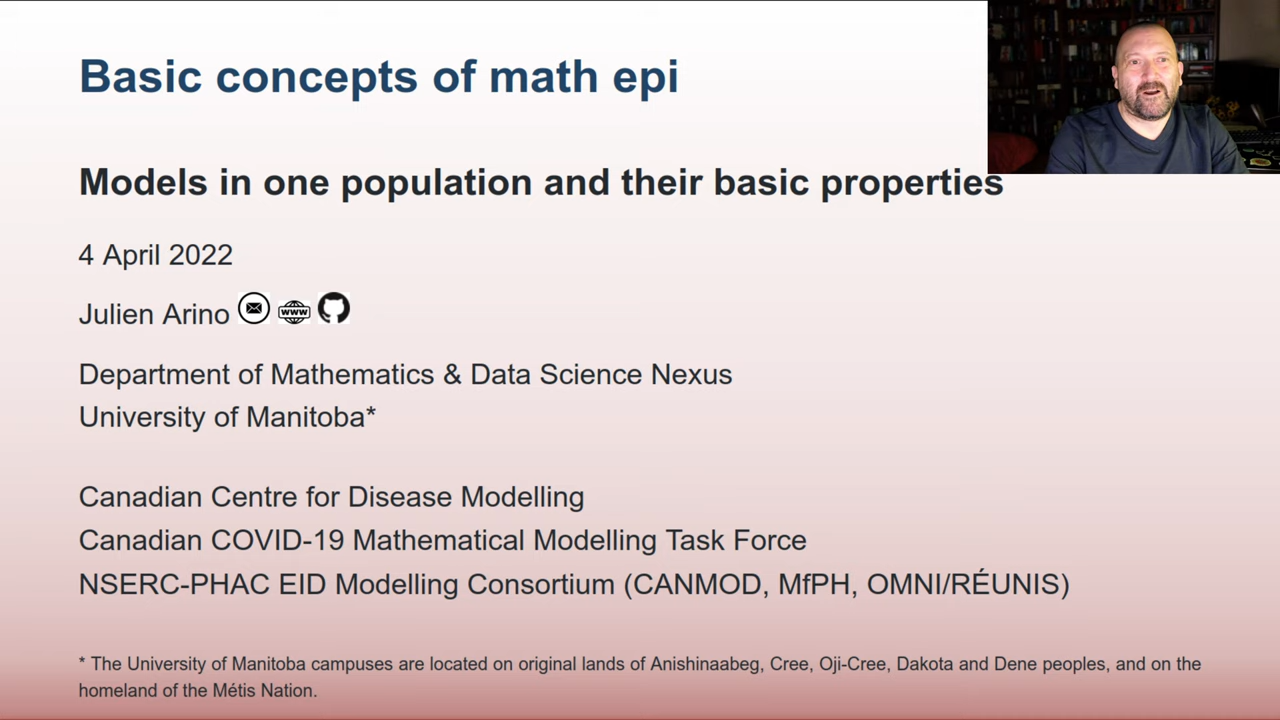 Basic concepts of math epi
Models in one population and their basic properties
4 April 2022
Julien Arino
www
Department of Mathematics & Data Science Nexus
University of Manitoba*
Canadian Centre for Disease Modelling
Canadian COVID-19 Mathematical Modelling Task Force
NSERC-PHAC EID Modelling Consortium (CANMOD, MfPH, OMNI/RÉUNIS)
* The University of Manitoba campuses are located on original lands of Anishinaabeg, Cree, Oji-Cree, Dakota and Dene peoples, and on the
homeland of the Métis Nation.